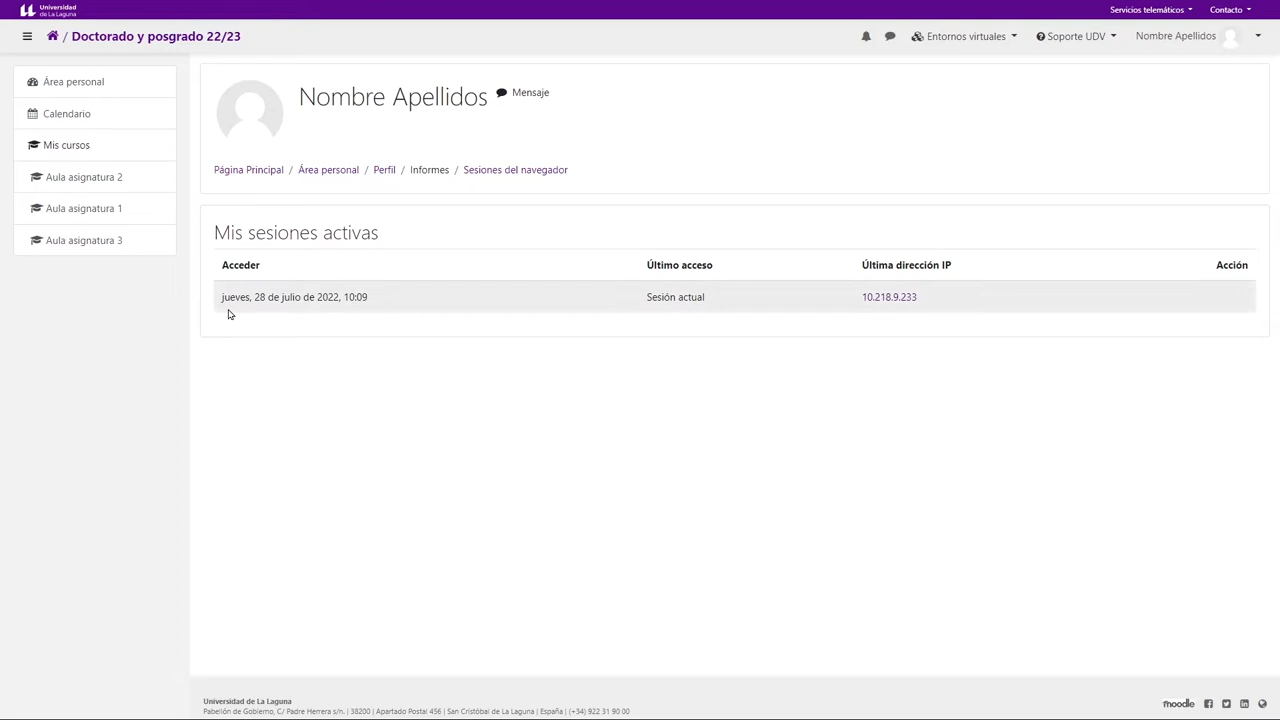 Universidad
de La Laguna
Servicios telemáticos
Contacto
/ Doctorado y posgrado 22/23
Entornos virtuales
Soporte UDV
Nombre Apellidos
Área personal
Calendario
Mis cursos
Aula asignatura 2
Aula asignatura 1
Aula asignatura 3
Nombre Apellidos
Mensaje
Página Principal / Área personal / Perfil / Informes / Sesiones del navegador
Mis sesiones activas
Acceder Último acceso Última dirección IP Acción
jueves, 28 de julio de 2022, 10:09 Sesión actual 10.218.9.233
Universidad de La Laguna
Pabellón de Gobierno, C/ Padre Herrera s/n. | 38200 | Apartado Postal 456 | San Cristóbal de La Laguna | España | (+34) 922 31 90 00
moodle